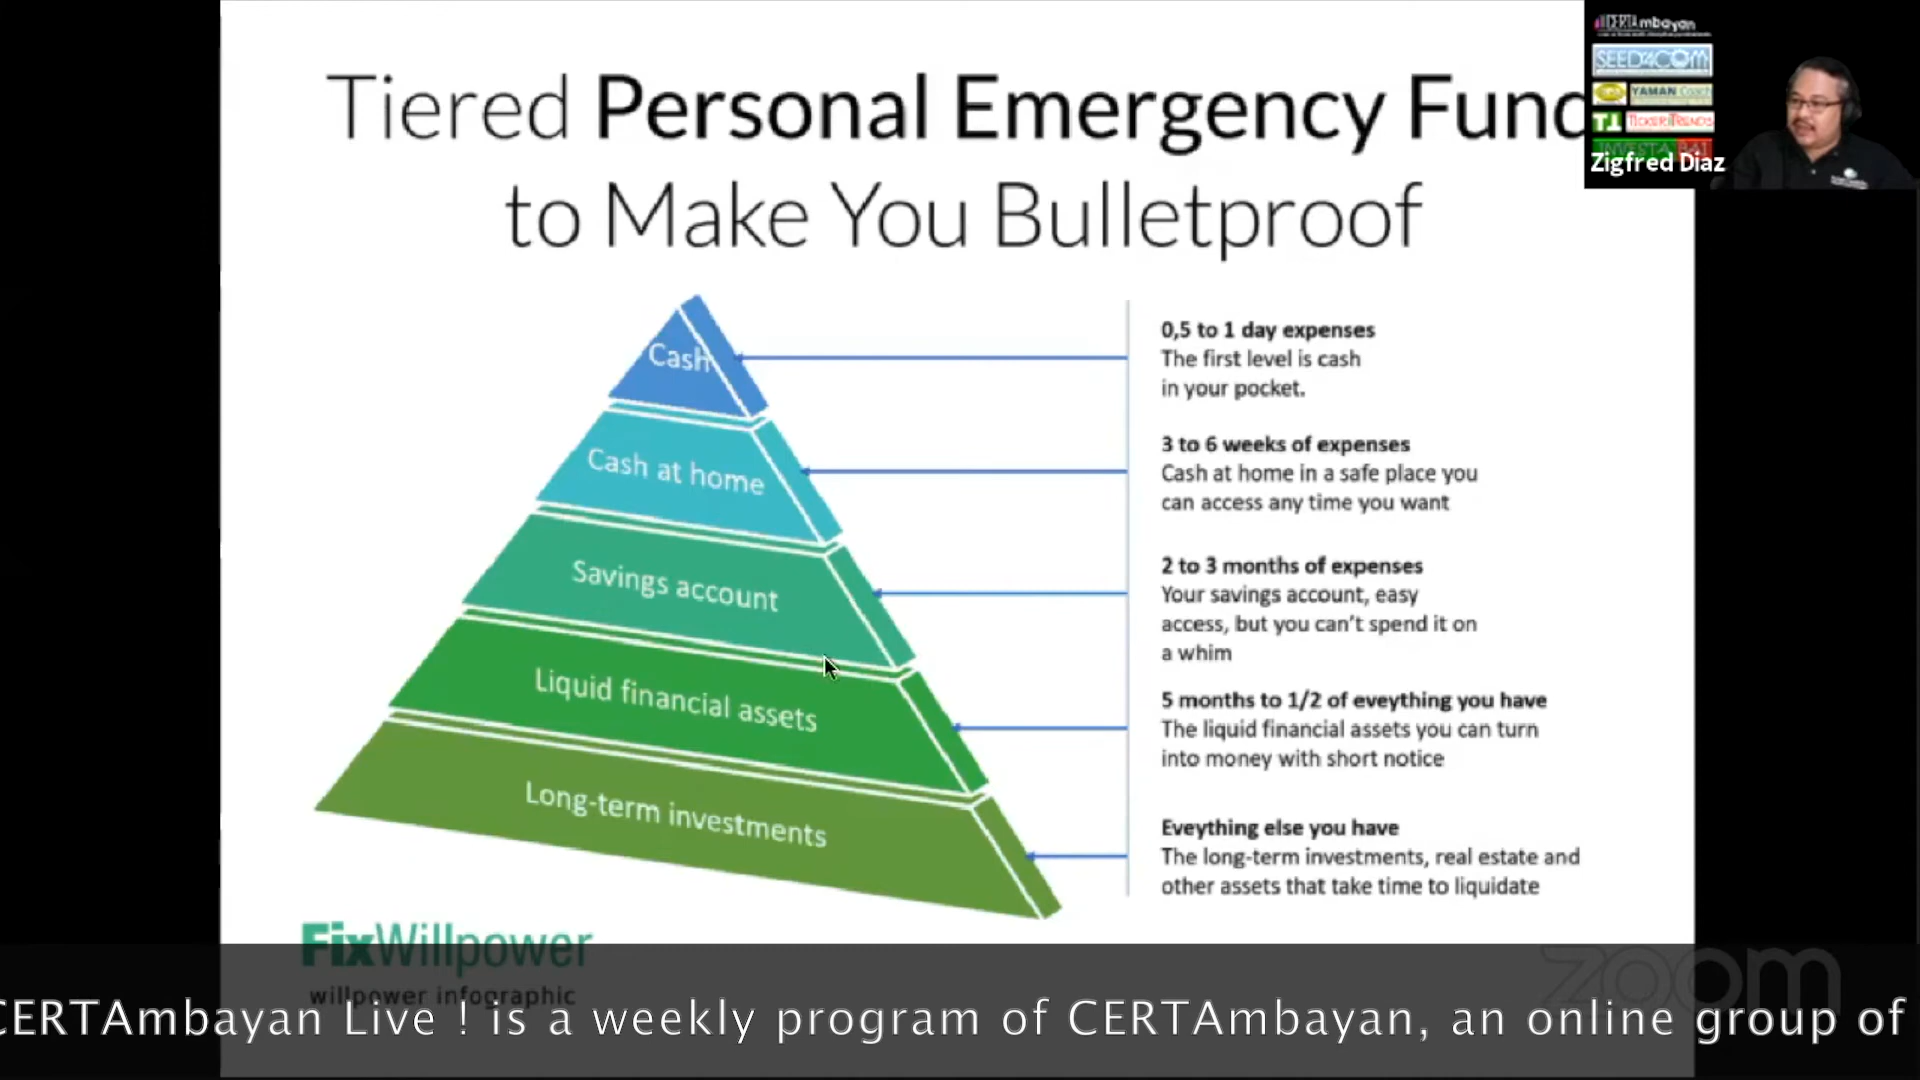 Tiered Personal Emergency Fund
to Make You Bulletproof
CERTAmbayan
SEED4COM
YAMAN Coach
TJ TICKERTRENDS
INVESTA BAI
Zigfred Diaz
Cash
Cash at home
Savings account
Liquid financial assets
Long-term investments
0,5 to 1 day expenses
The first level is cash
in your pocket.
3 to 6 weeks of expenses
Cash at home in a safe place you
can access any time you want
2 to 3 months of expenses
Your savings account, easy
access, but you can't spend it on
a whim
5 months to 1/2 of eveything you have
The liquid financial assets you can turn
into money with short notice
Eveything else you have
The long-term investments, real estate and
other assets that take time to liquidate
FixWillpower
willpower infographic
zoom
CERTAmbayan Live ! is a weekly program of CERTAmbayan, an online group of